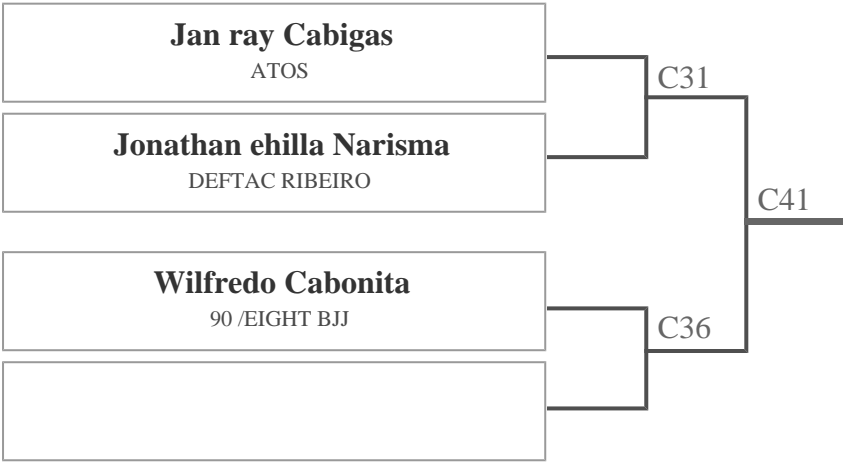 Jan ray Cabigas
ATOS
C31
Jonathan ehilla Narisma
DEFTAC RIBEIRO
C41
Wilfredo Cabonita
90 /EIGHT BJJ
C36